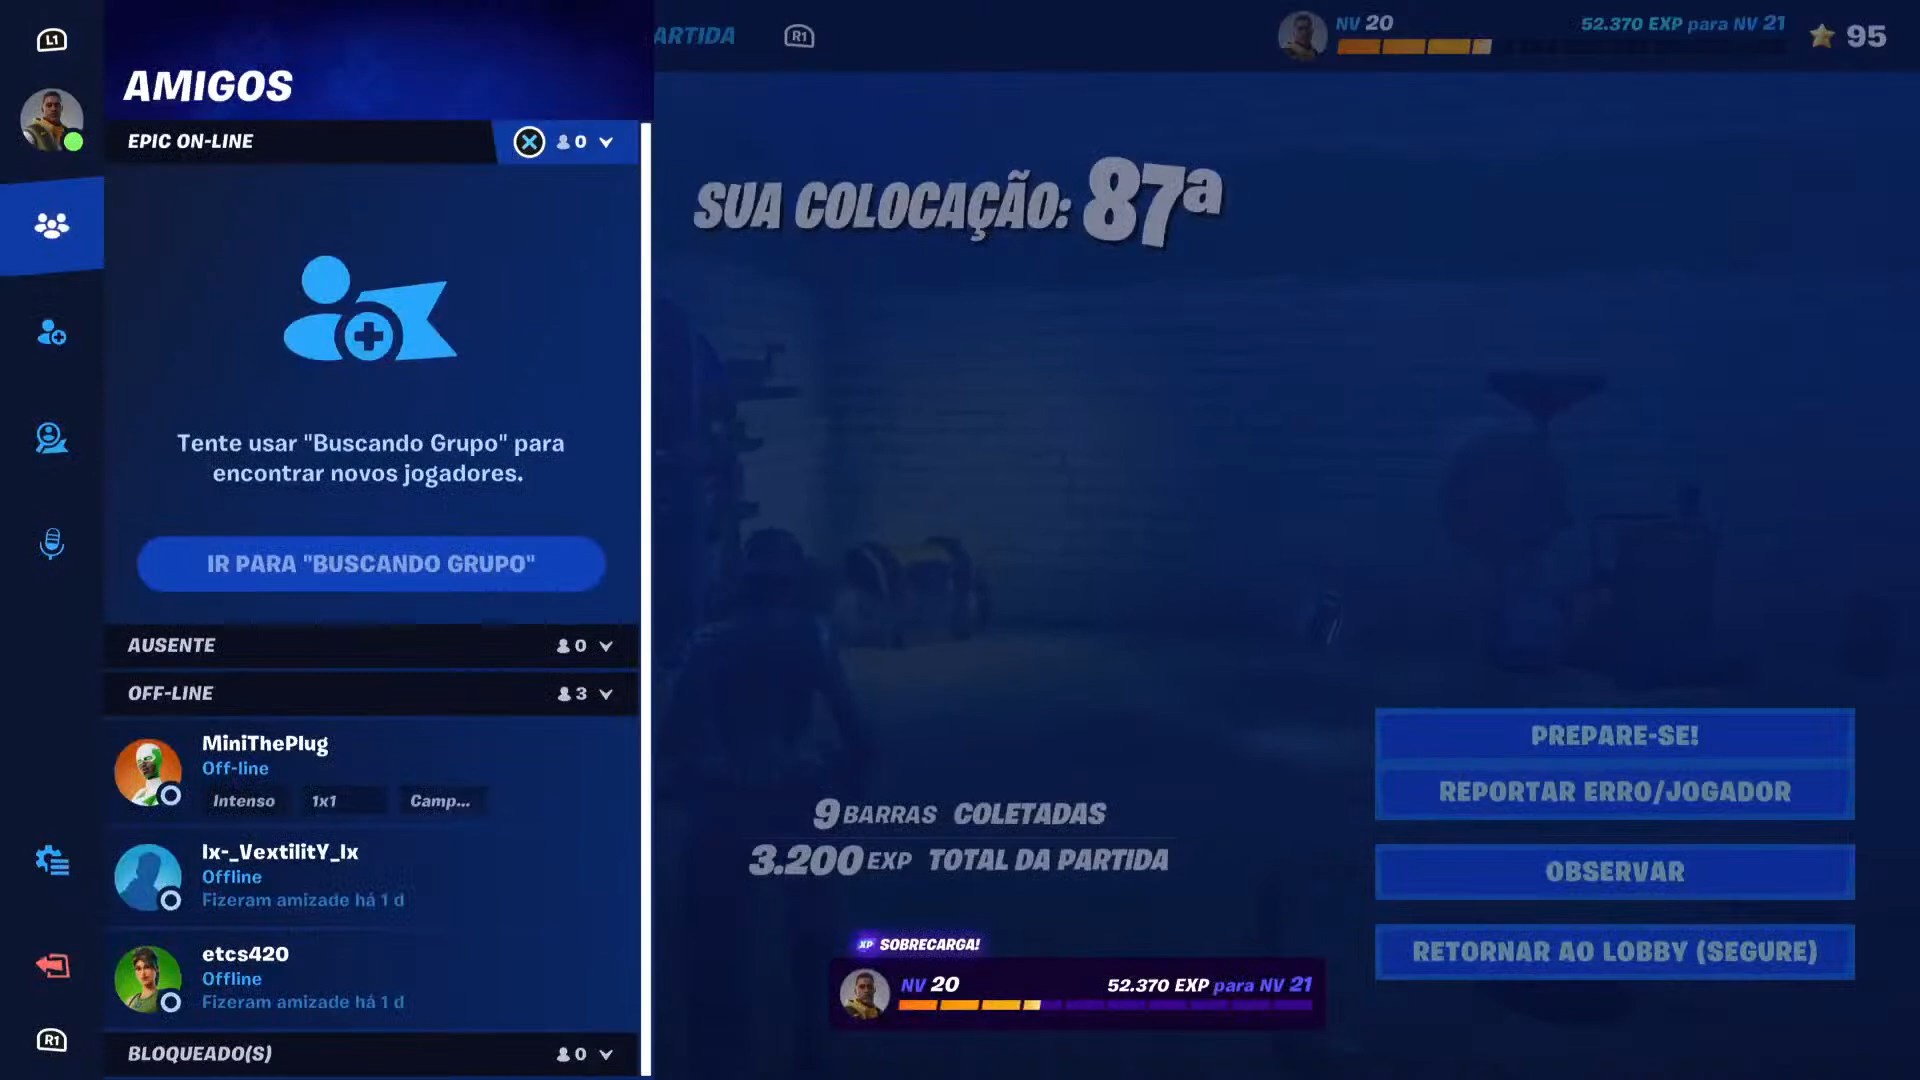 L1
AMIGOS
EPIC ON-LINE
0
Tente usar "Buscando Grupo" para
encontrar novos jogadores.
IR PARA "BUSCANDO GRUPO"
AUSENTE
0
OFF-LINE
3
MiniThePlug
Off-line
Intenso
1x1
Camp...
Ix-_VextilitY_Ix
Offline
Fizeram amizade há 1 d
etcs420
Offline
Fizeram amizade há 1 d
R1
BLOQUEADO(S)
0
ARTIDA
R1
NV 20
52.370 EXP para NV 21
95
SUA COLOCAÇÃO: 87ª
9 BARRAS COLETADAS
3.200 EXP TOTAL DA PARTIDA
XP SOBRECARGA!
NV 20
52.370 EXP para NV 21
PREPARE-SE!
REPORTAR ERRO/JOGADOR
OBSERVAR
RETORNAR AO LOBBY (SEGURE)